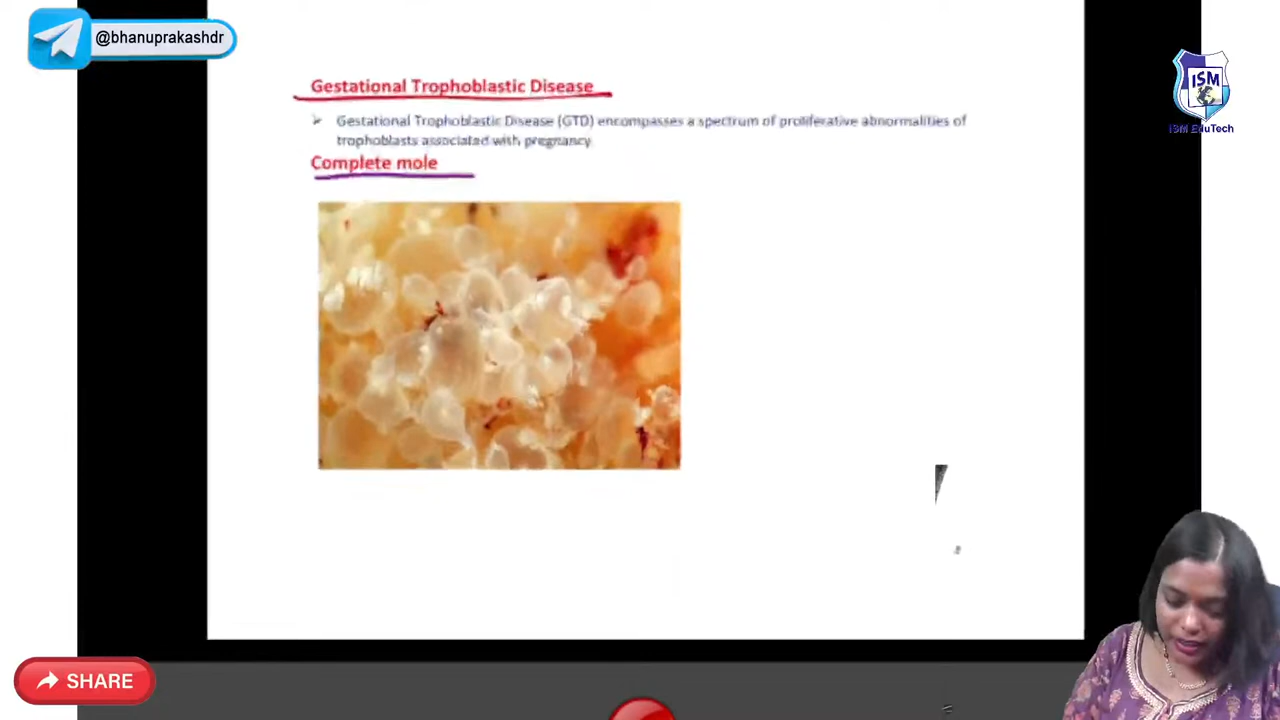 @bhanuprakashdr
ISM
ISM EduTech
Gestational Trophoblastic Disease
Gestational Trophoblastic Disease (GTD) encompasses a spectrum of proliferative abnormalities of
trophoblasts associated with pregnancy
Complete mole
SHARE